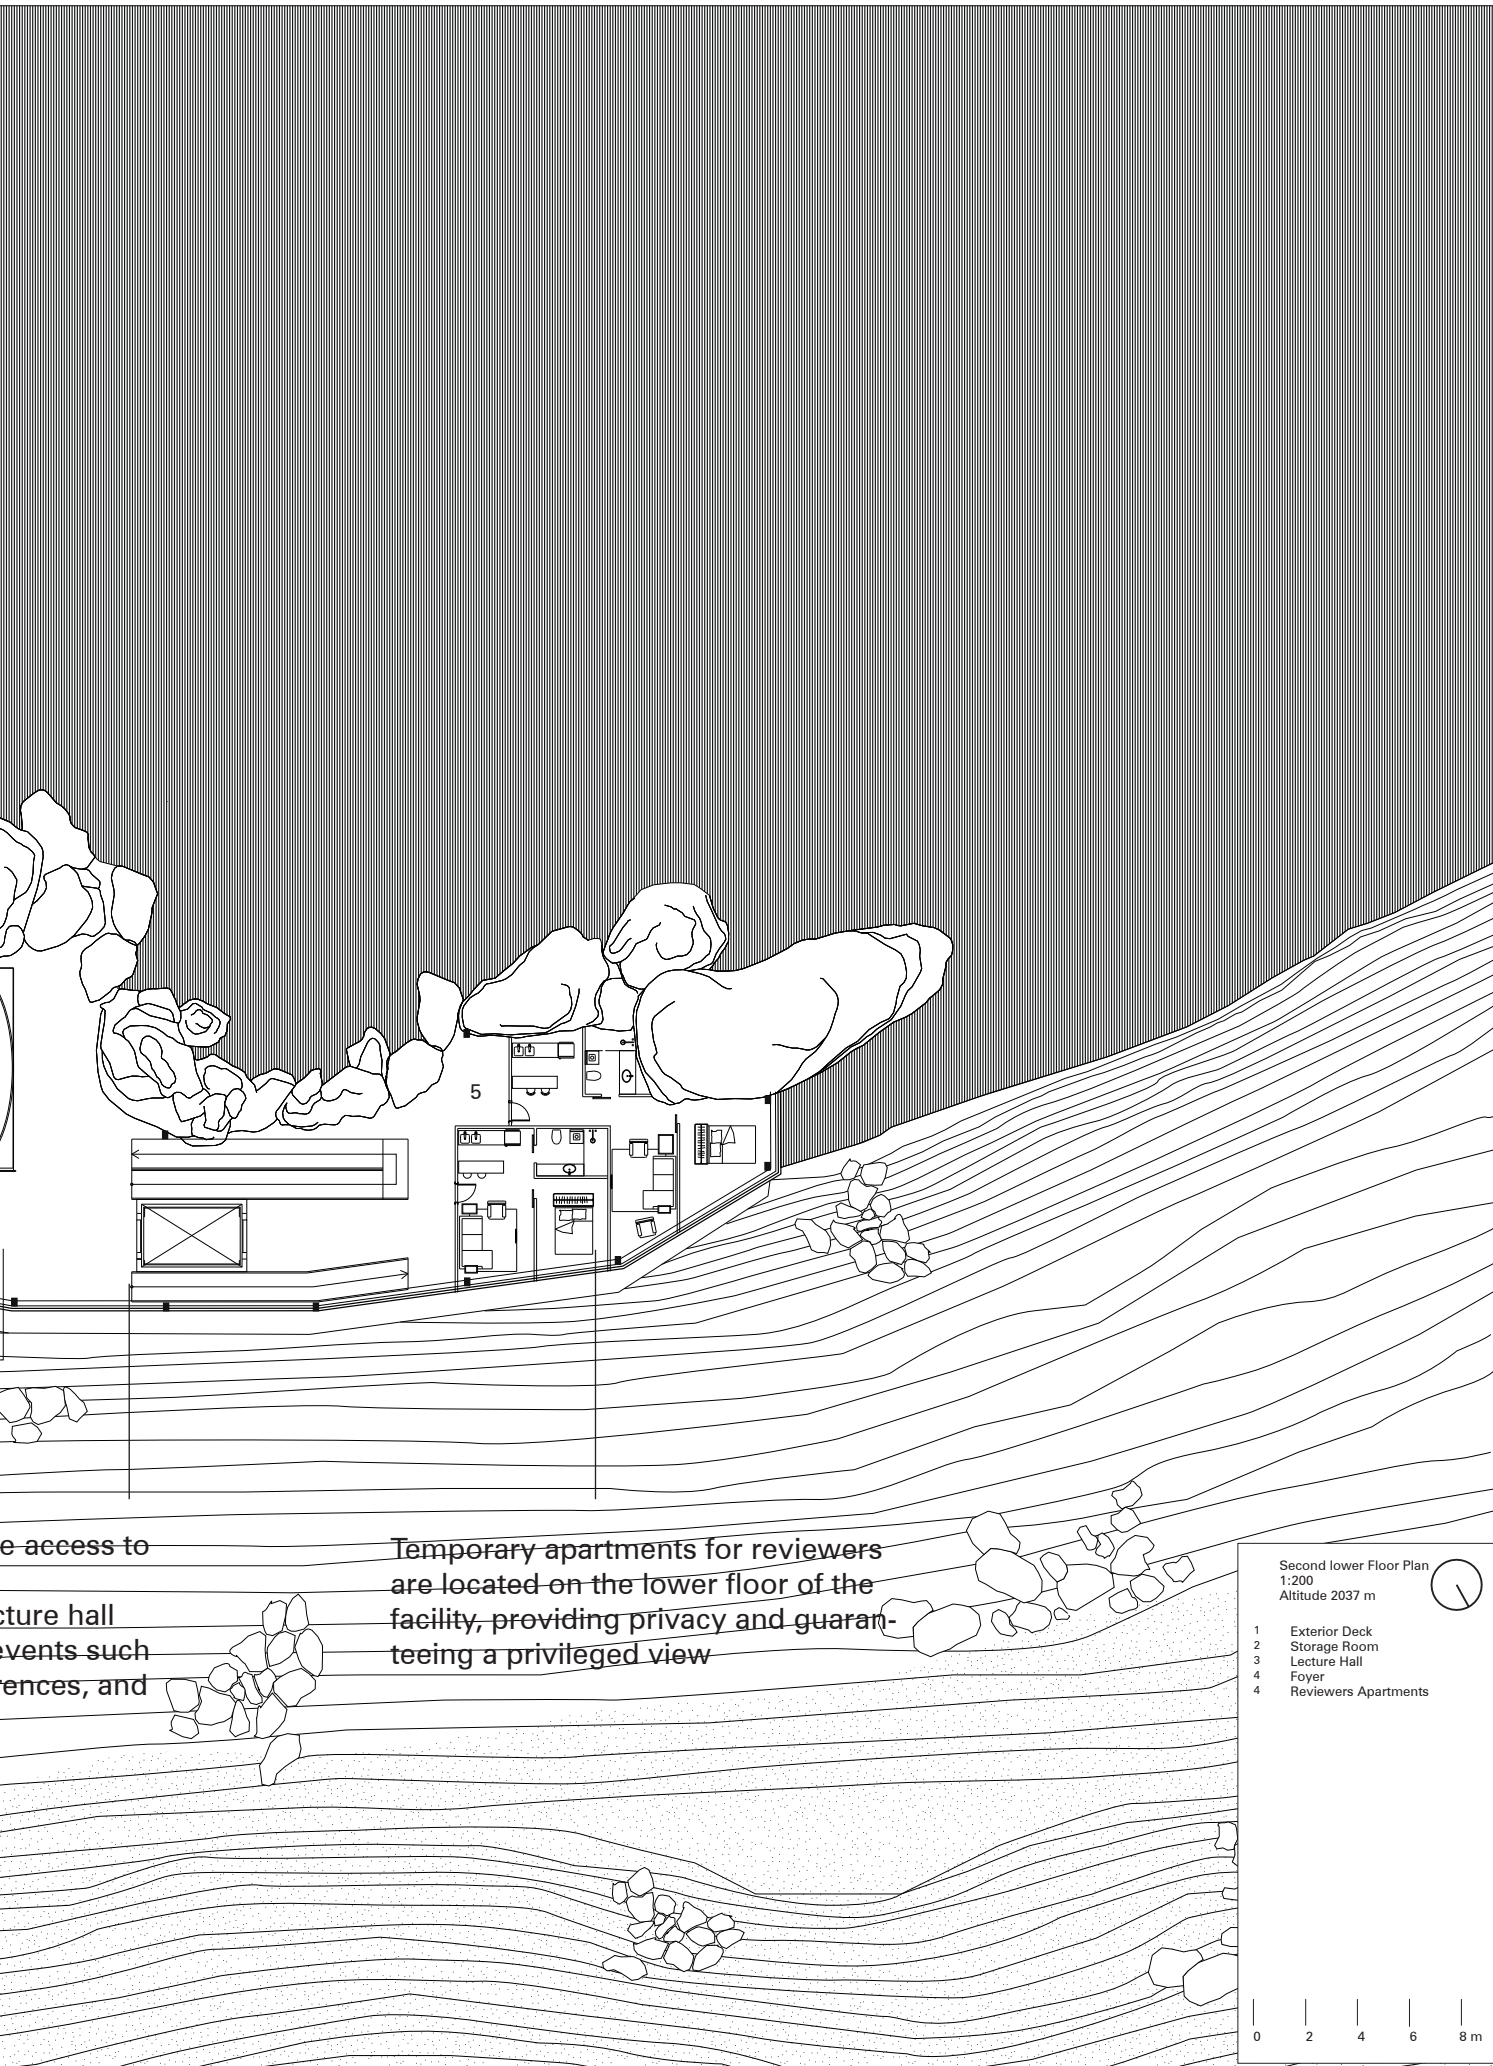 5
e access to
cture hall
events such
rences, and
Temporary apartments for reviewers
are located on the lower floor of the
facility, providing privacy and guaran-
teeing a privileged view
Second lower Floor Plan
1:200
Altitude 2037 m
1 Exterior Deck
2 Storage Room
3 Lecture Hall
4 Foyer
4 Reviewers Apartments
0 2 4 6 8 m